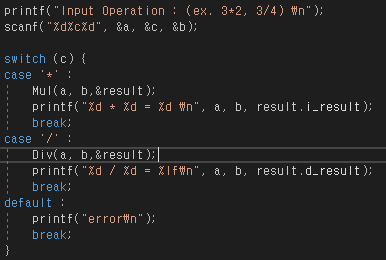 printf("Input Operation : (ex. 3*2, 3/4) ₩n");
scanf("%d%c%d", &a, &c, &b);
switch (c) {
case '*' :
Mul(a, b,&result);
printf("%d * %d = %d ₩n", a, b, result.i_result);
break;
case '/' :
Div(a, b,&result);
printf("%d / %d = %lf₩n", a, b, result.d_result);
break;
default :
printf("error₩n");
break;
}